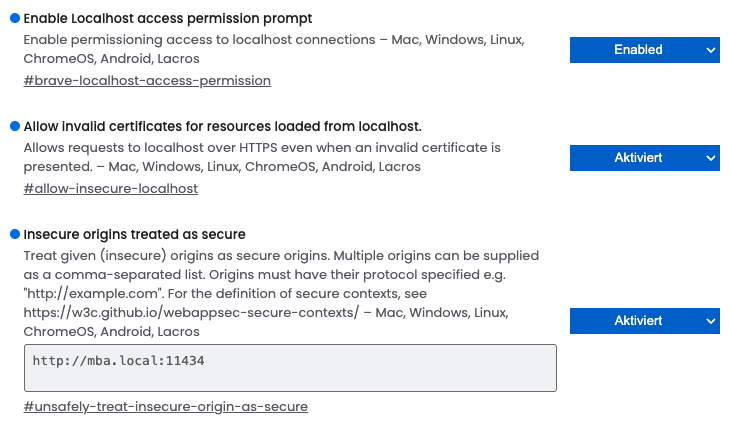 Enable Localhost access permission prompt
Enable permissioning access to localhost connections – Mac, Windows, Linux,
ChromeOS, Android, Lacros
#brave-localhost-access-permission
Enabled
Allow invalid certificates for resources loaded from localhost.
Allows requests to localhost over HTTPS even when an invalid certificate is
presented. – Mac, Windows, Linux, ChromeOS, Android, Lacros
#allow-insecure-localhost
Aktiviert
Insecure origins treated as secure
Treat given (insecure) origins as secure origins. Multiple origins can be supplied
as a comma-separated list. Origins must have their protocol specified e.g.
"http://example.com". For the definition of secure contexts, see
https://w3c.github.io/webappsec-secure-contexts/ – Mac, Windows, Linux,
ChromeOS, Android, Lacros
http://mba.local:11434
#unsafely-treat-insecure-origin-as-secure
Aktiviert